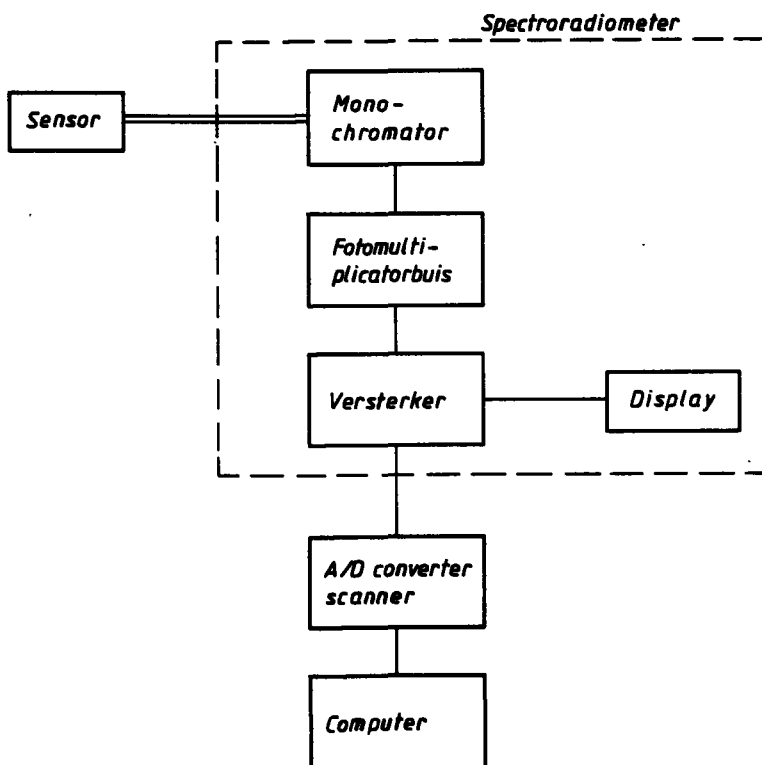 Spectroradiometer
Sensor
Mono-
chromator
Fotomulti-
plicatorbuis
Versterker
Display
A/D converter
scanner
Computer